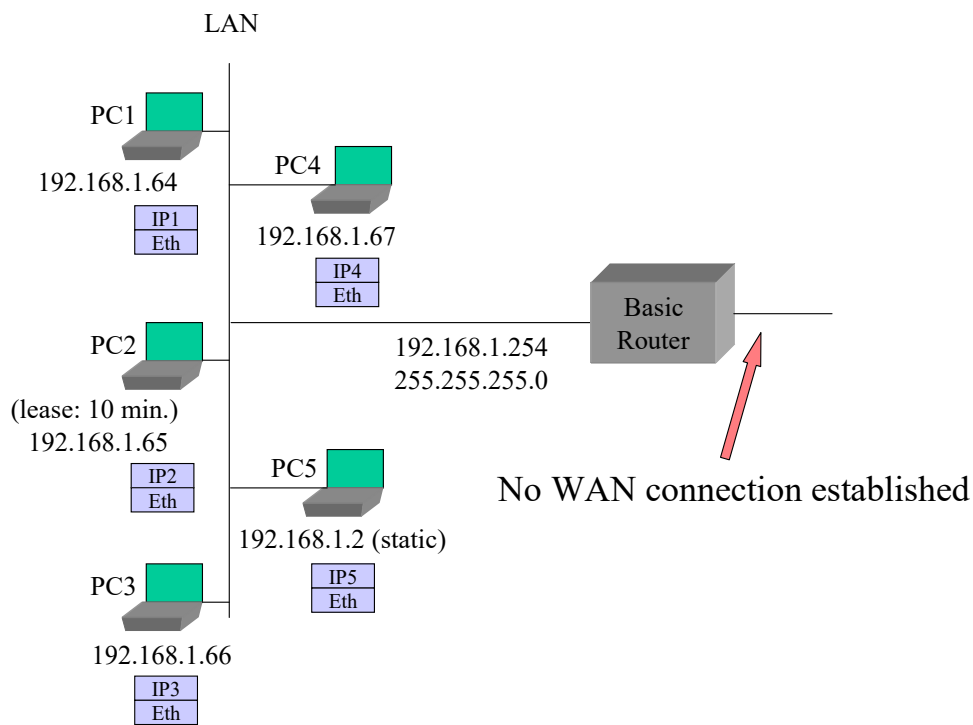 LAN
PC1
192.168.1.64
IP1
Eth
PC4
192.168.1.67
IP4
Eth
Basic
Router
192.168.1.254
255.255.255.0
PC2
(lease: 10 min.)
192.168.1.65
IP2
Eth
PC5
192.168.1.2 (static)
IP5
Eth
No WAN connection established
PC3
192.168.1.66
IP3
Eth